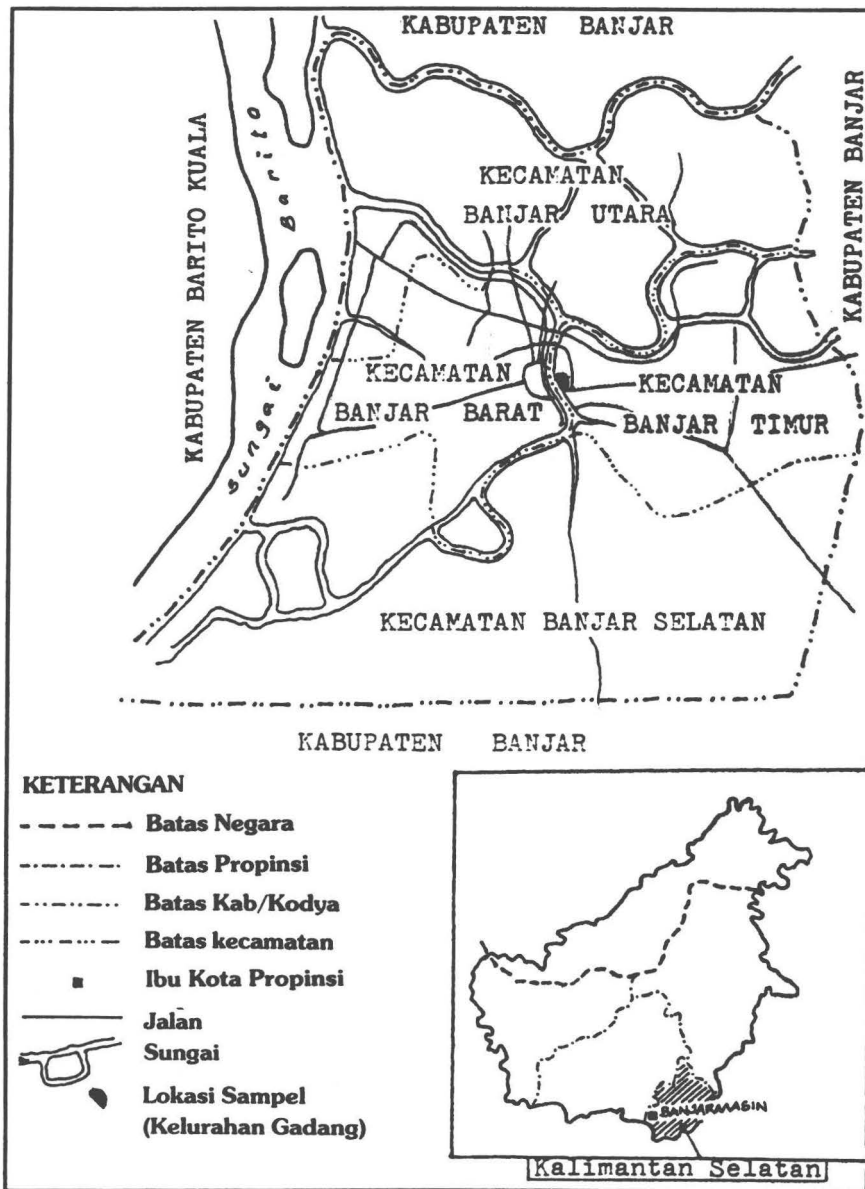 KABUPATEN BANJAR
KABUPATEN BARITO KUALA
Sungai Barito
KABUPATEN BANJAR
KECAMATAN
BANJAR UTARA
KECAMATAN
BANJAR BARAT
KECAMATAN
BANJAR TIMUR
KECAMATAN BANJAR SELATAN
KABUPATEN BANJAR
KETERANGAN
Batas Negara
Batas Propinsi
Batas Kab/Kodya
Batas kecamatan
Ibu Kota Propinsi
Jalan
Sungai
Lokasi Sampel
(Kelurahan Gadang)
BANJARMASIN
Kalimantan Selatan